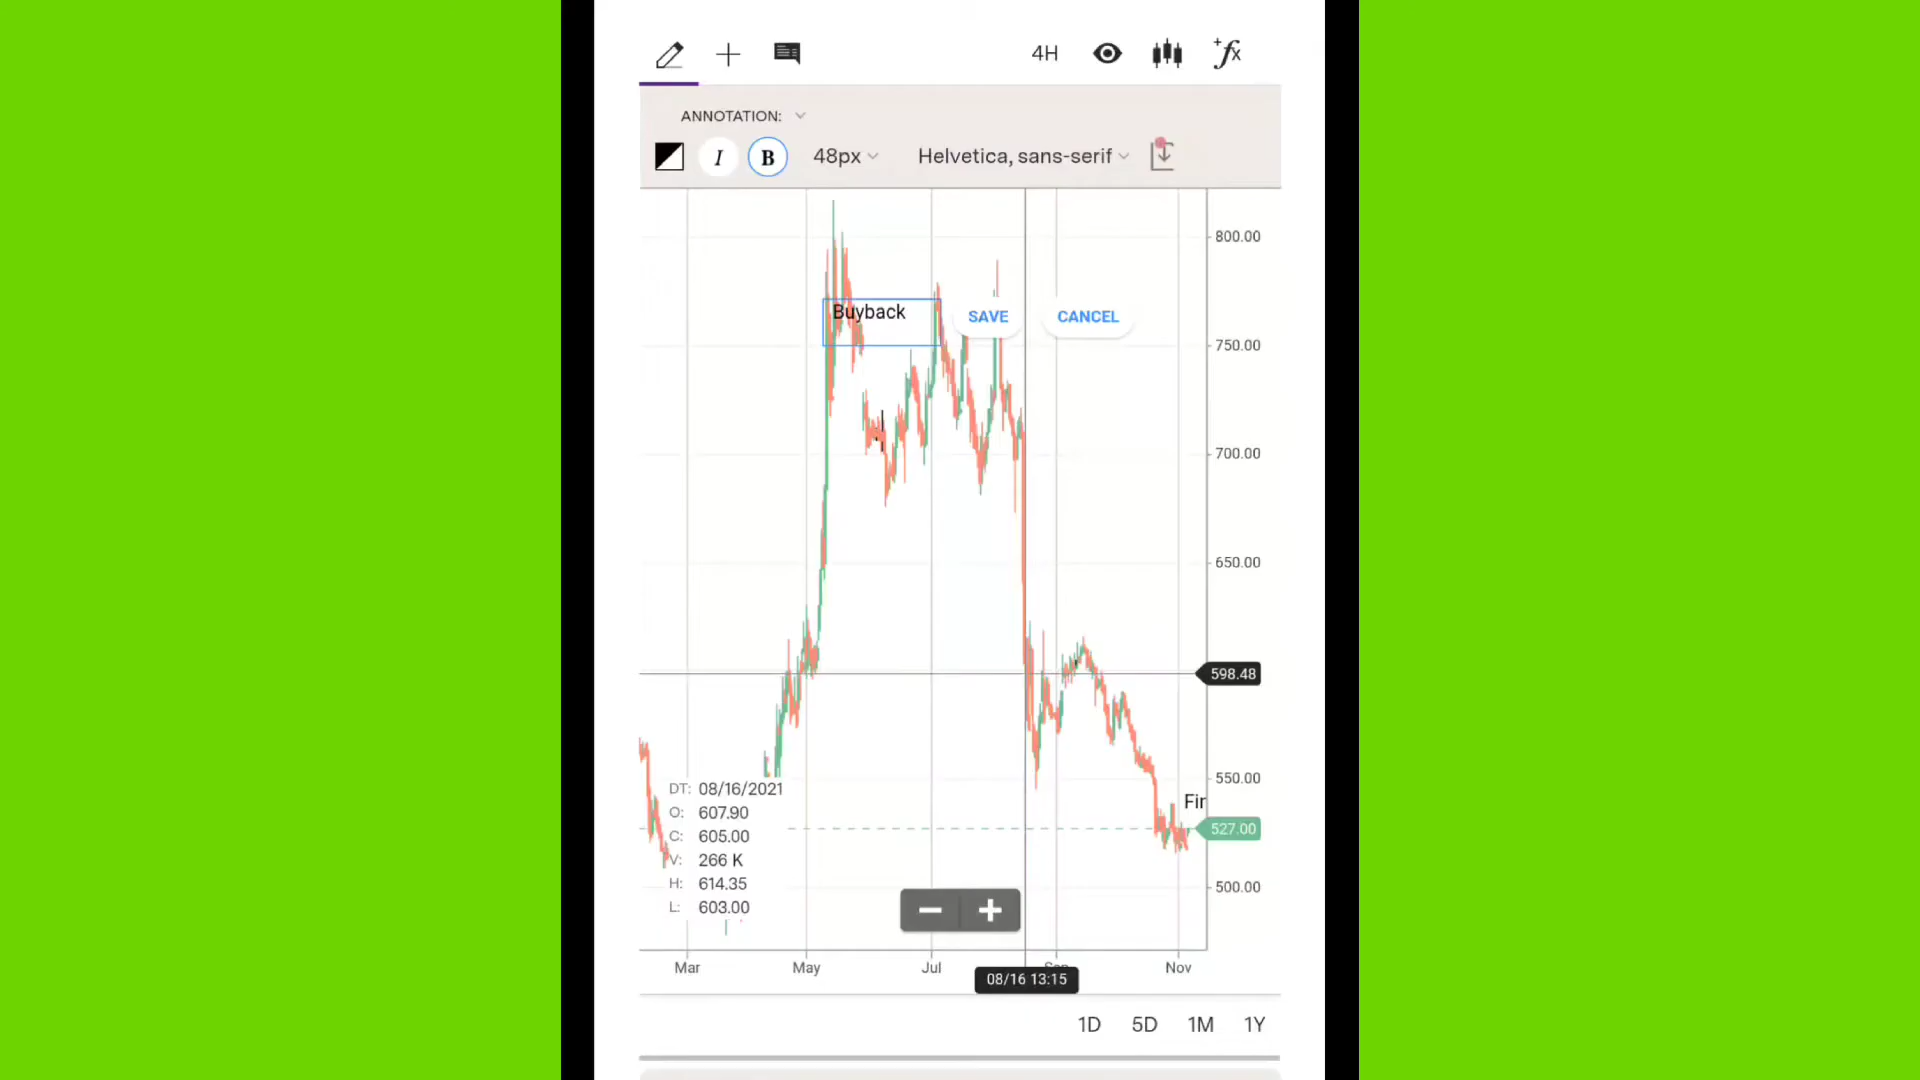 4H
ANNOTATION:
I B 48px Helvetica, sans-serif
800.00
Buyback
SAVE
CANCEL
750.00
700.00
650.00
598.48
550.00
DT: 08/16/2021
O: 607.90
C: 605.00
V: 266 K
H: 614.35
L: 603.00
Fir
527.00
500.00
Mar May Jul Nov
08/16 13:15
1D 5D 1M 1Y